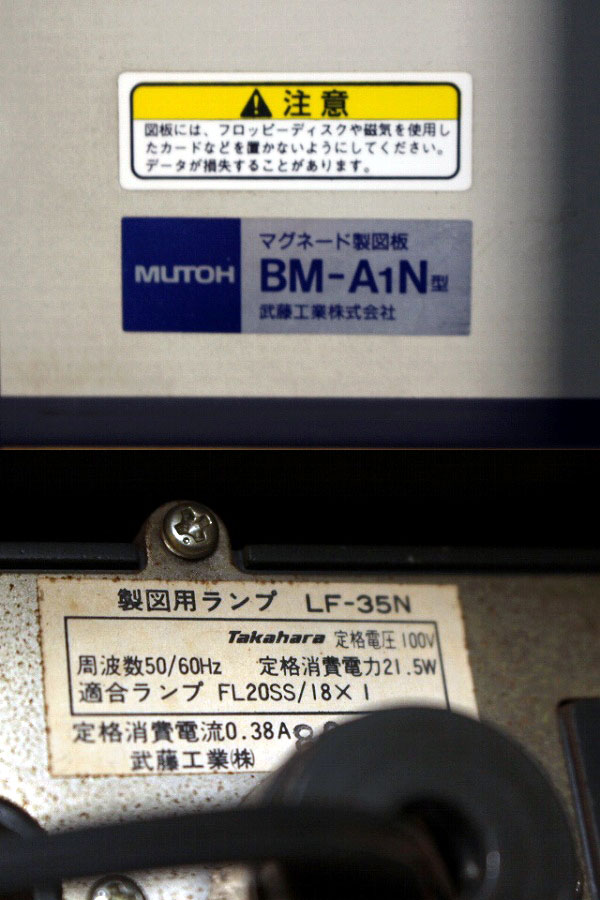 注意
図板には、フロッピーディスクや磁気を使用し
たカードなどを置かないようにしてください。
データが損失することがあります。
MUTOH
マグネード製図板
BM-A1N型
武藤工業株式会社
製図用ランプ LF-35N
Takahara 定格電圧100V
周波数50/60Hz 定格消費電力21.5W
適合ランプ FL20SS/18×1
定格消費電流0.38A
武藤工業㈱